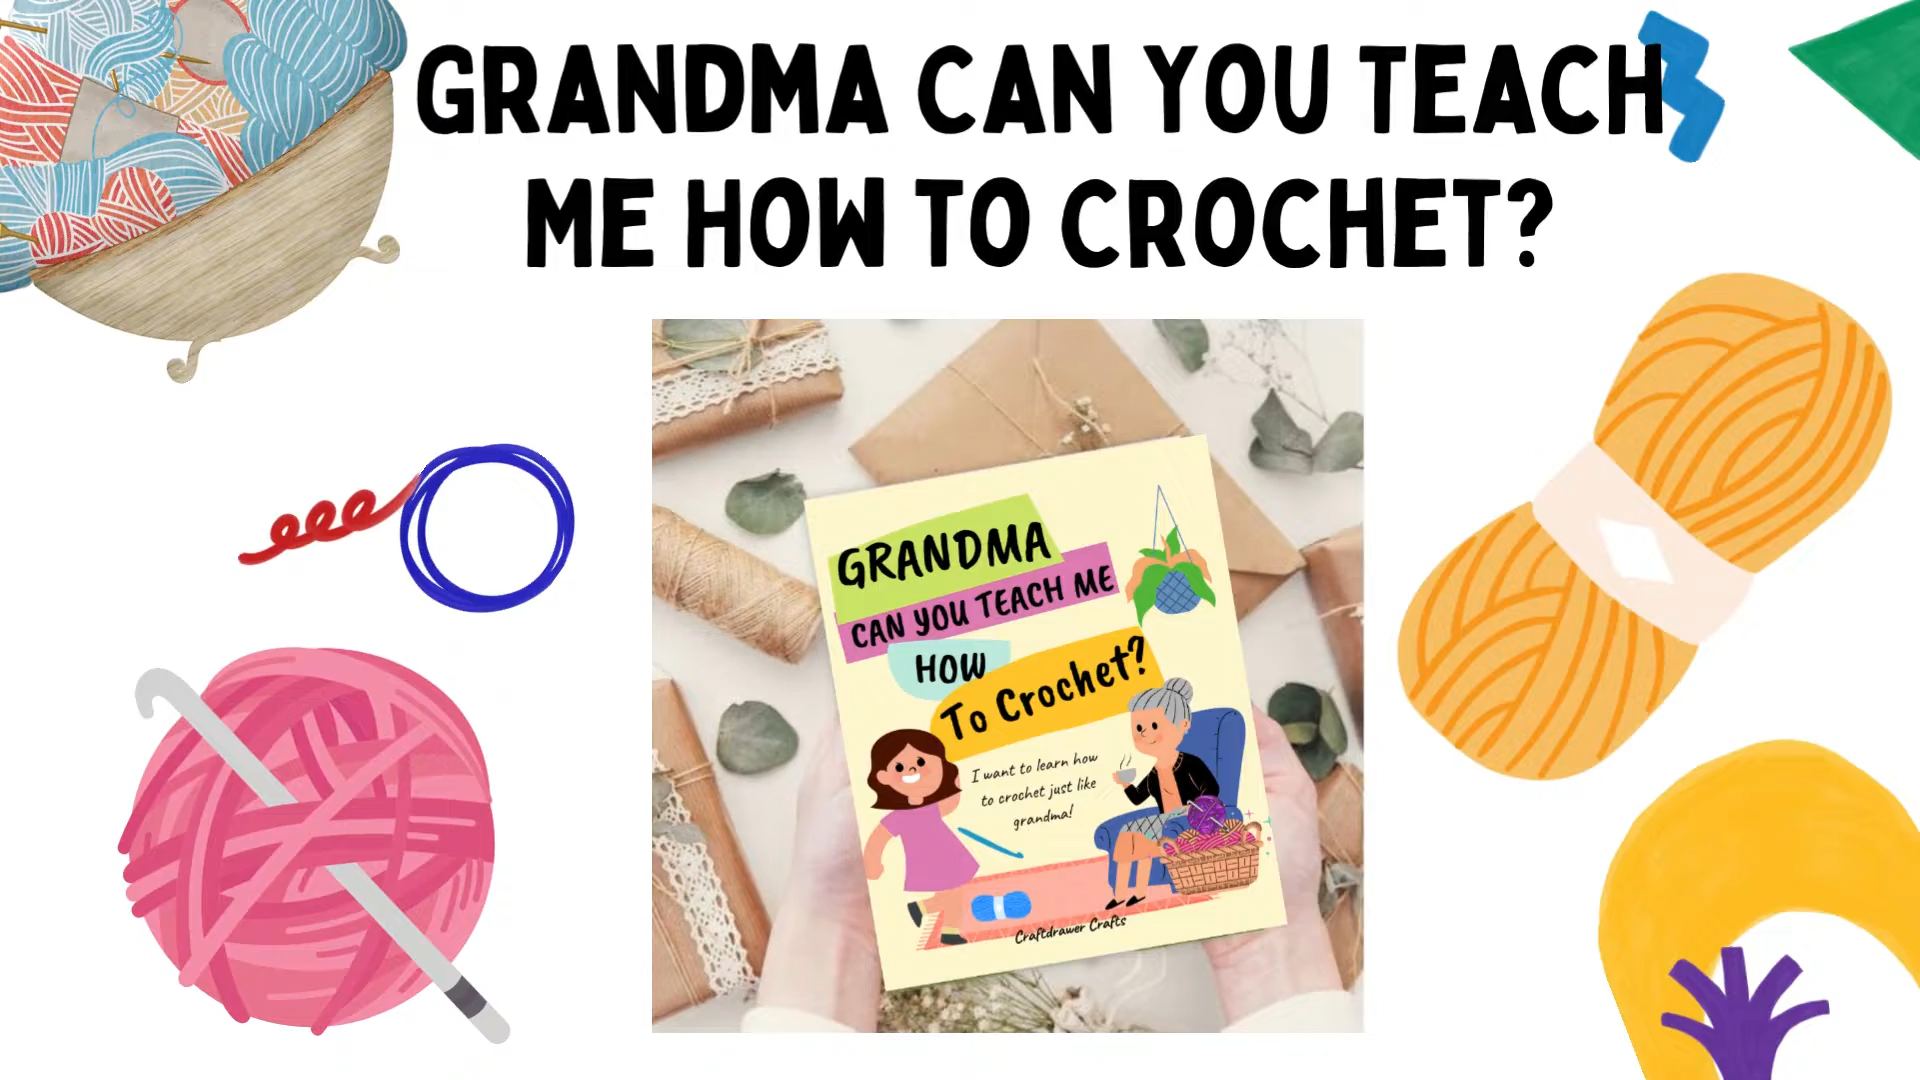 GRANDMA CAN YOU TEACH
ME HOW TO CROCHET?
GRANDMA
CAN YOU TEACH ME
HOW
To Crochet?
I want to learn how
to crochet just like
grandma!
Craftdrawer Crafts